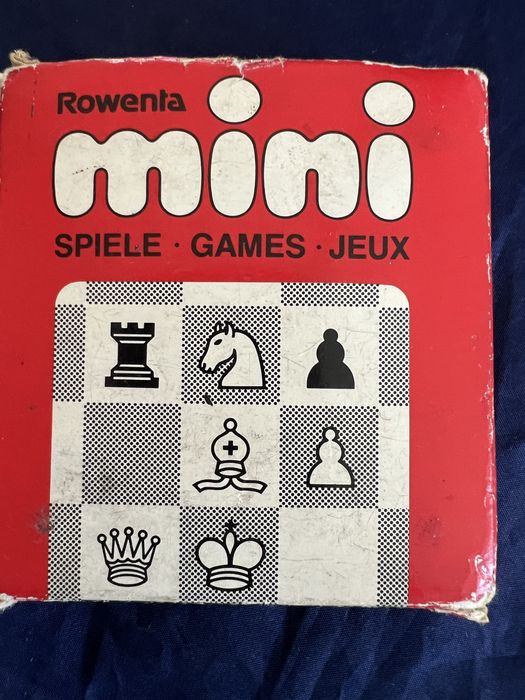 Rowenta
mini
SPIELE · GAMES · JEUX